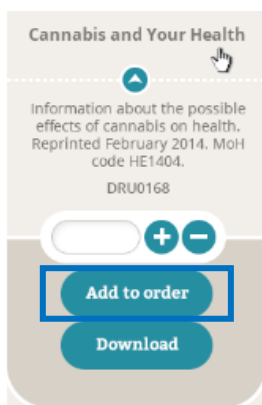 Cannabis and Your Health
Information about the possible
effects of cannabis on health.
Reprinted February 2014. MoH
code HE1404.
DRU0168
Add to order
Download